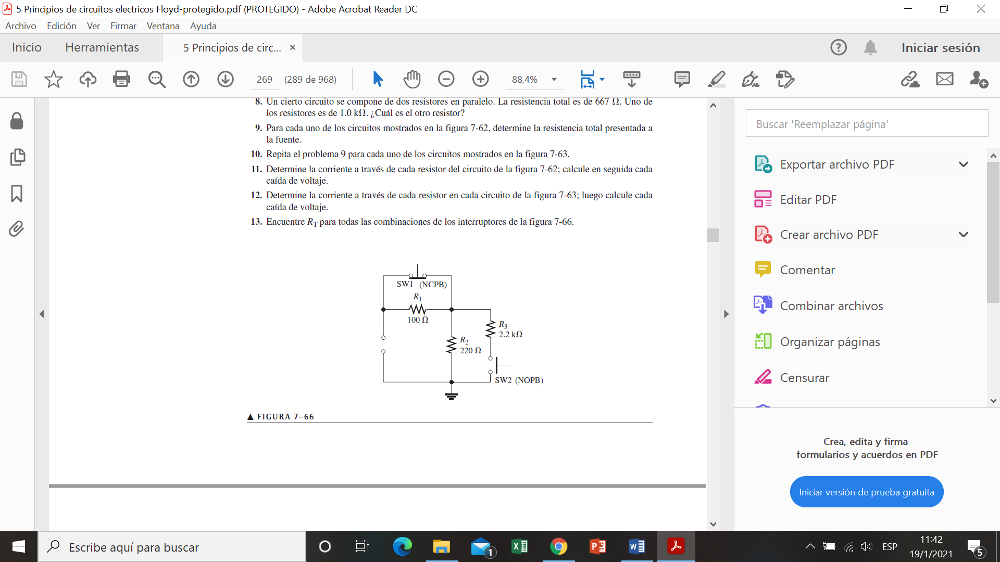 5 Principios de circuitos electricos Floyd-protegido.pdf (PROTEGIDO) - Adobe Acrobat Reader DC
Archivo Edición Ver Firmar Ventana Ayuda
Inicio Herramientas 5 Principios de circ... × Iniciar sesión
269 (289 de 968) 88,4%
8. Un cierto circuito se compone de dos resistores en paralelo. La resistencia total es de 667 Ω. Uno de
los resistores es de 1.0 kΩ. ¿Cuál es el otro resistor?
9. Para cada uno de los circuitos mostrados en la figura 7-62, determine la resistencia total presentada a
la fuente.
10. Repita el problema 9 para cada uno de los circuitos mostrados en la figura 7-63.
11. Determine la corriente a través de cada resistor del circuito de la figura 7-62; calcule en seguida cada
caída de voltaje.
12. Determine la corriente a través de cada resistor en cada circuito de la figura 7-63; luego calcule cada
caída de voltaje.
13. Encuentre RT para todas las combinaciones de los interruptores de la figura 7-66.
SW1 (NCPB)
R1
100 Ω
R3
2.2 kΩ
R2
220 Ω
SW2 (NOPB)
▲ FIGURA 7–66
Buscar 'Reemplazar página'
Exportar archivo PDF
Editar PDF
Crear archivo PDF
Comentar
Combinar archivos
Organizar páginas
Censurar
Crea, edita y firma
formularios y acuerdos en PDF
Iniciar versión de prueba gratuita
Escribe aquí para buscar
1
ESP
11:42
19/1/2021
5